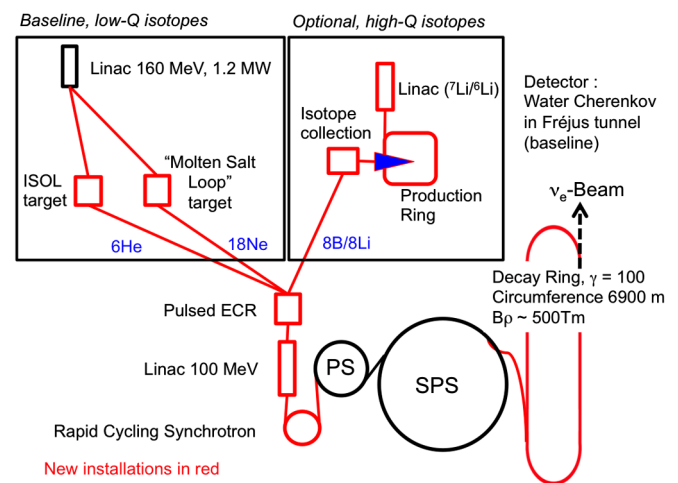 Baseline, low-Q isotopes
Optional, high-Q isotopes
Linac 160 MeV, 1.2 MW
ISOL
target
“Molten Salt
Loop”
target
6He
18Ne
Linac (⁷Li/⁶Li)
Isotope
collection
Production
Ring
8B/8Li
Detector :
Water Cherenkov
in Fréjus tunnel
(baseline)
νe-Beam
Decay Ring, γ = 100
Circumference 6900 m
Bρ ~ 500Tm
Pulsed ECR
Linac 100 MeV
PS
SPS
Rapid Cycling Synchrotron
New installations in red